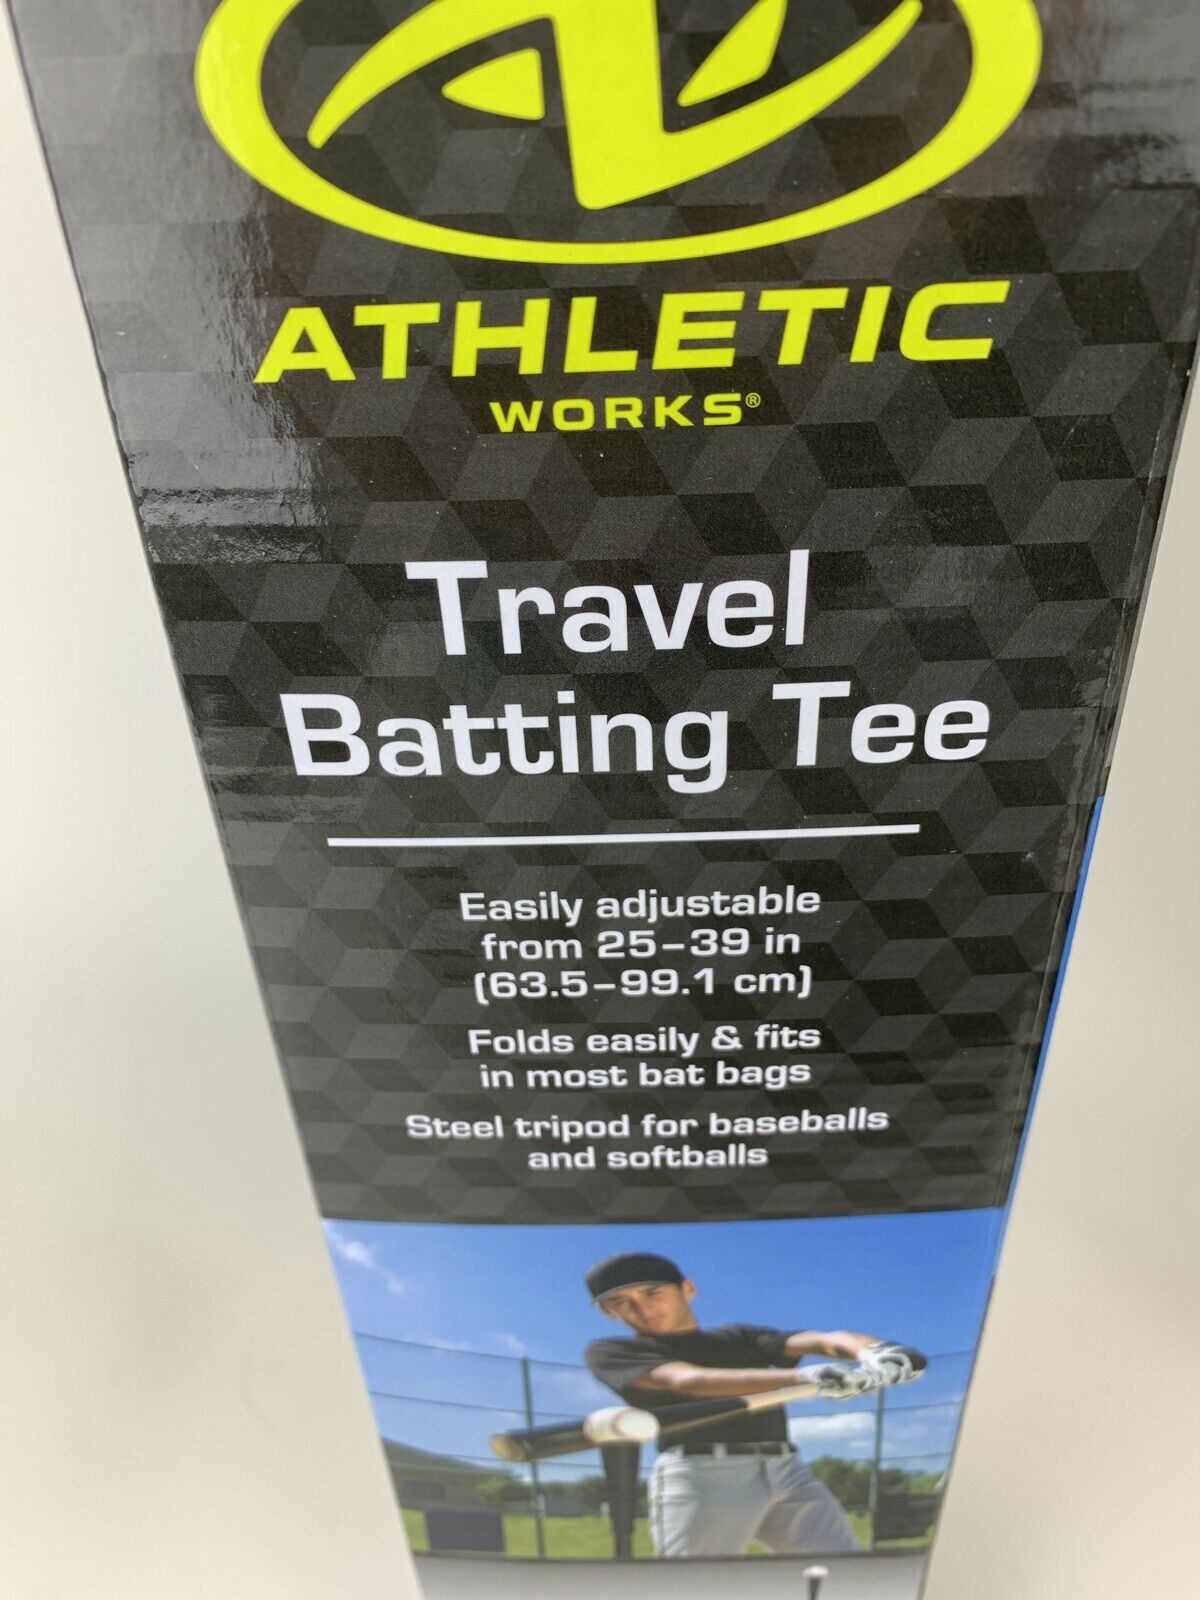 ATHLETIC
WORKS®
Travel
Batting Tee
Easily adjustable
from 25–39 in
(63.5–99.1 cm)
Folds easily & fits
in most bat bags
Steel tripod for baseballs
and softballs